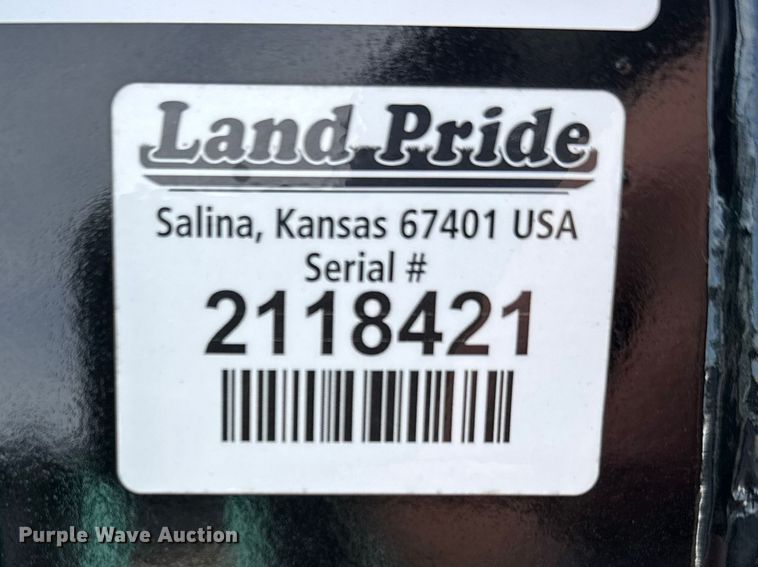 Land Pride
Salina, Kansas 67401 USA
Serial #
2118421
Purple Wave Auction